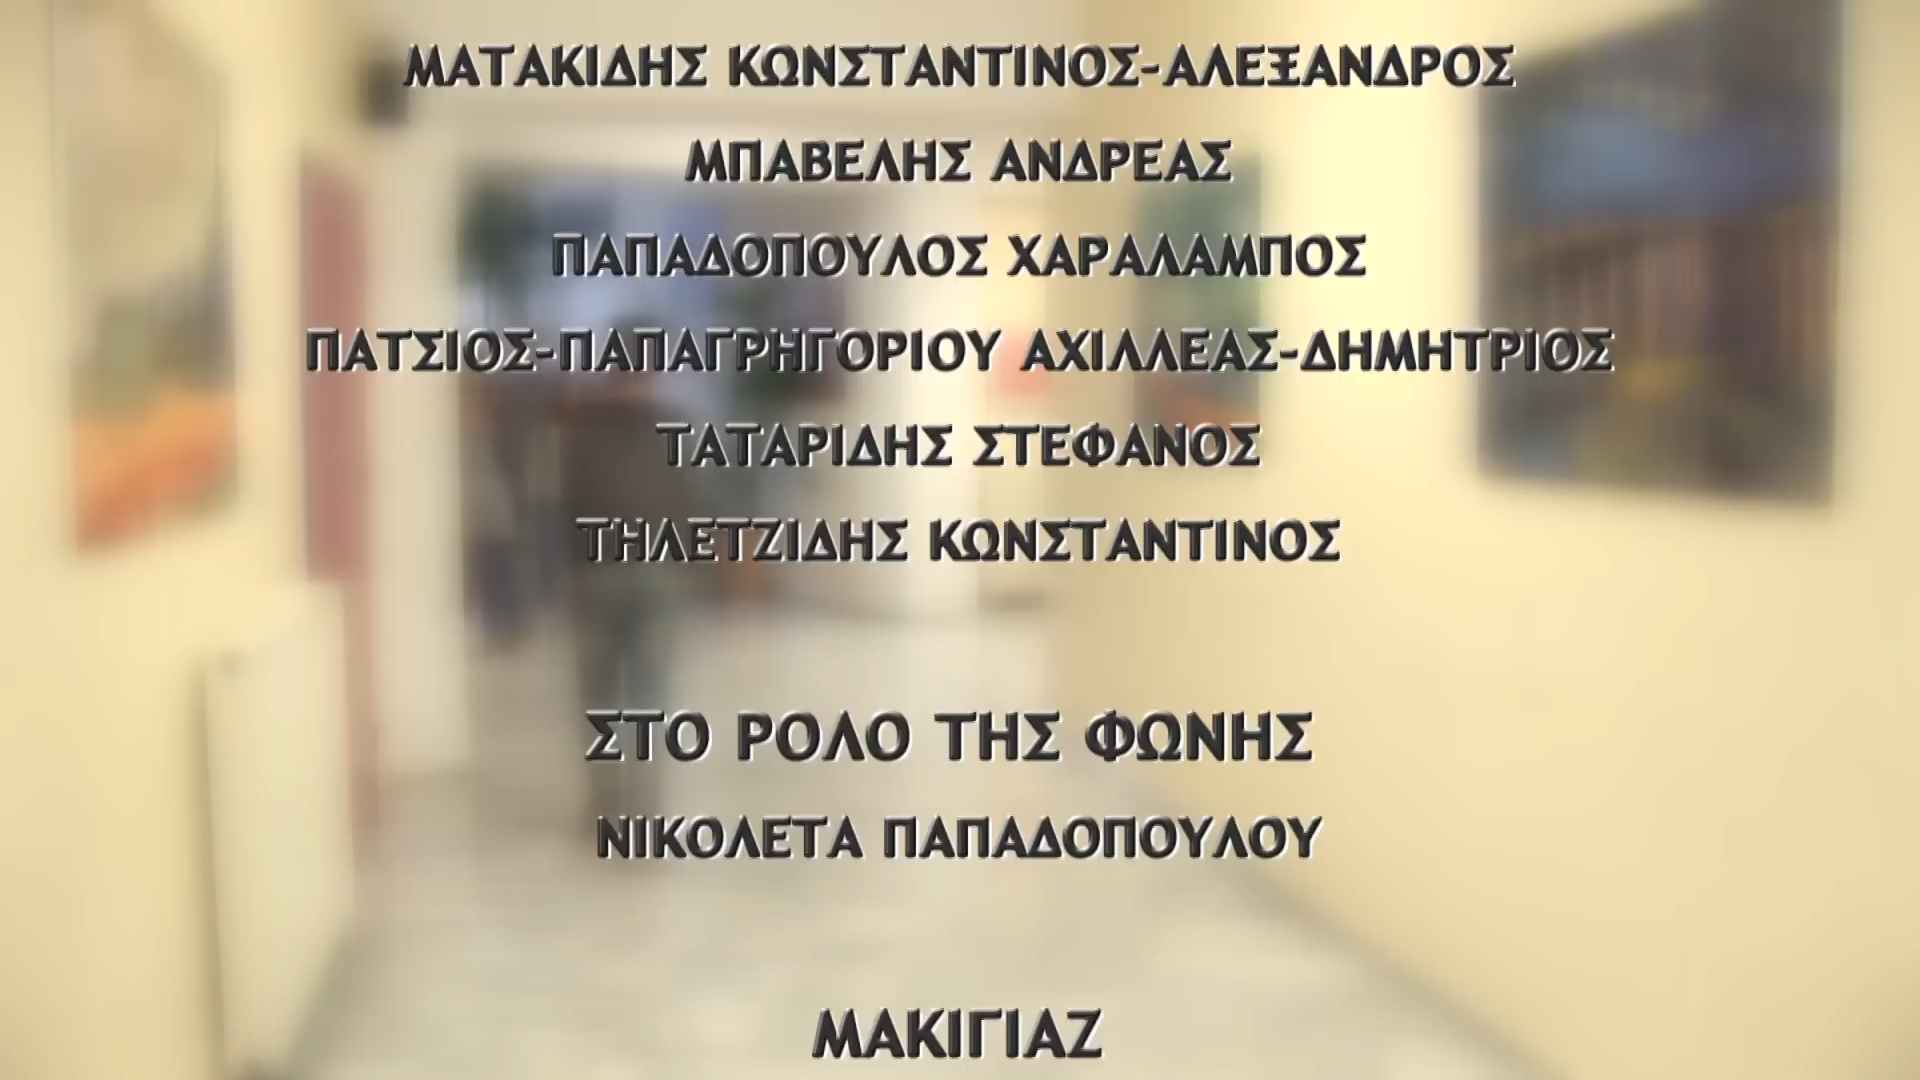 ΜΑΤΑΚΙΔΗΣ ΚΩΝΣΤΑΝΤΙΝΟΣ-ΑΛΕΞΑΝΔΡΟΣ
ΜΠΑΒΕΛΗΣ ΑΝΔΡΕΑΣ
ΠΑΠΑΔΟΠΟΥΛΟΣ ΧΑΡΑΛΑΜΠΟΣ
ΠΑΤΣΙΟΣ-ΠΑΠΑΓΡΗΓΟΡΙΟΥ ΑΧΙΛΛΕΑΣ-ΔΗΜΗΤΡΙΟΣ
ΤΑΤΑΡΙΔΗΣ ΣΤΕΦΑΝΟΣ
ΤΗΛΕΤΖΙΔΗΣ ΚΩΝΣΤΑΝΤΙΝΟΣ
ΣΤΟ ΡΟΛΟ ΤΗΣ ΦΩΝΗΣ
ΝΙΚΟΛΕΤΑ ΠΑΠΑΔΟΠΟΥΛΟΥ
ΜΑΚΙΓΙΑΖ